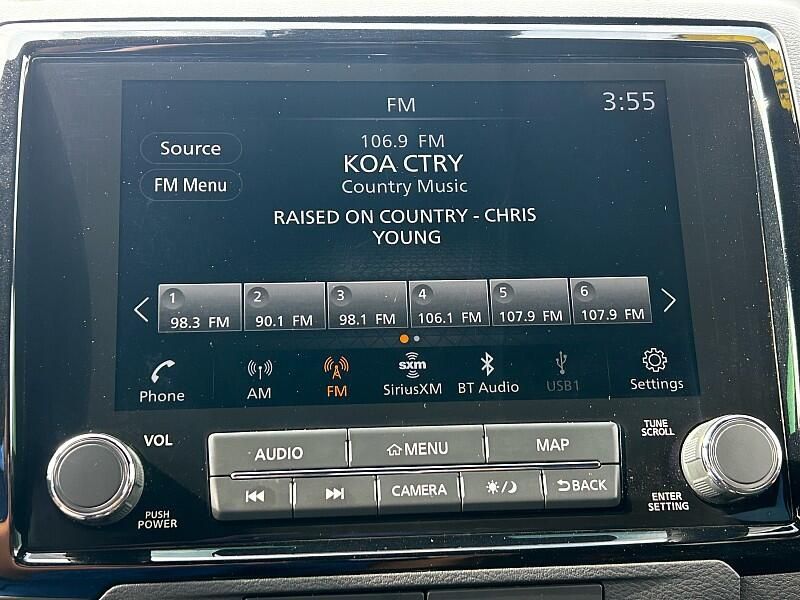 FM
3:55
Source
FM Menu
106.9 FM
KOA CTRY
Country Music
RAISED ON COUNTRY - CHRIS
YOUNG
1
98.3 FM
2
90.1 FM
3
98.1 FM
4
106.1 FM
5
107.9 FM
6
107.9 FM
Phone
AM
FM
sxm
SiriusXM
BT Audio
USB1
Settings
VOL
PUSH
POWER
AUDIO
MENU
MAP
CAMERA
BACK
TUNE
SCROLL
ENTER
SETTING